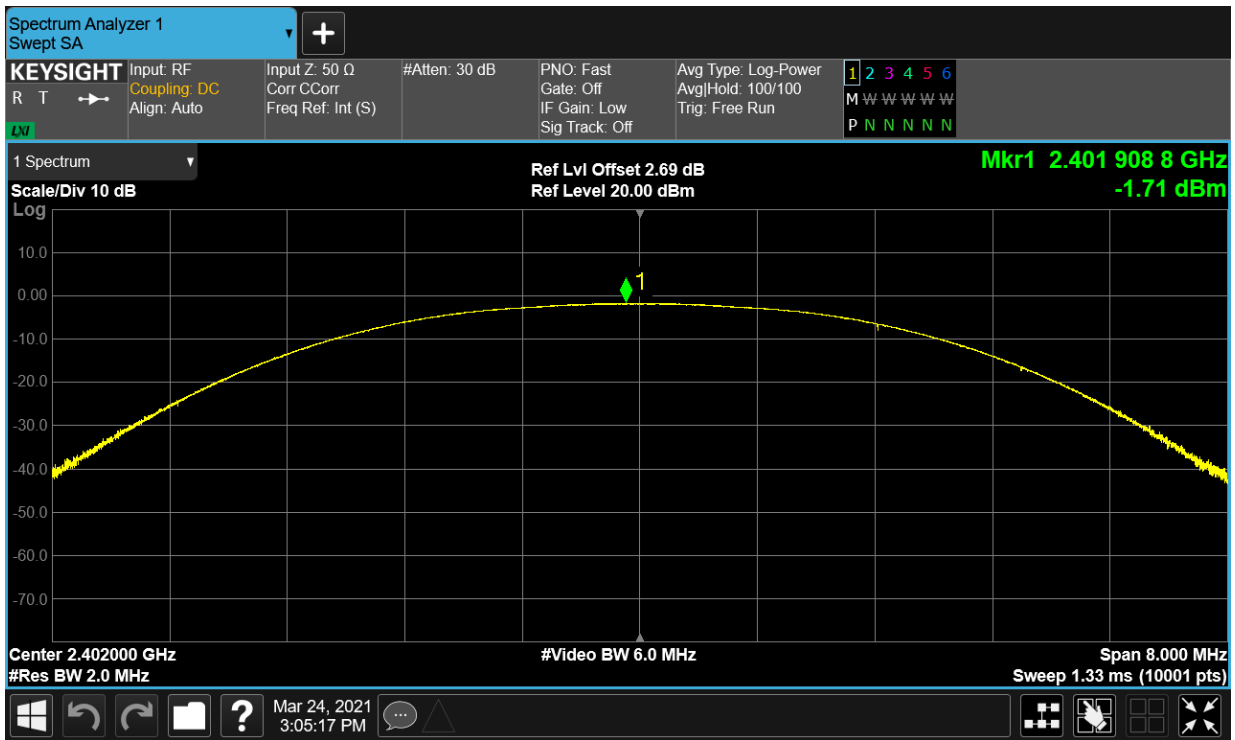 Spectrum Analyzer 1
Swept SA
KEYSIGHT
R T
LXI
Input: RF
Coupling: DC
Align: Auto
Input Z: 50 Ω
Corr CCorr
Freq Ref: Int (S)
#Atten: 30 dB
PNO: Fast
Gate: Off
IF Gain: Low
Sig Track: Off
Avg Type: Log-Power
Avg|Hold: 100/100
Trig: Free Run
1 2 3 4 5 6
M W W W W W
P N N N N N
1 Spectrum
Scale/Div 10 dB
Log
Ref Lvl Offset 2.69 dB
Ref Level 20.00 dBm
Mkr1 2.401 908 8 GHz
-1.71 dBm
10.0
0.00
-10.0
-20.0
-30.0
-40.0
-50.0
-60.0
-70.0
1
Center 2.402000 GHz
#Res BW 2.0 MHz
#Video BW 6.0 MHz
Span 8.000 MHz
Sweep 1.33 ms (10001 pts)
?
Mar 24, 2021
3:05:17 PM